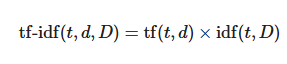 tf-idf(t, d, D) = tf(t, d) × idf(t, D)